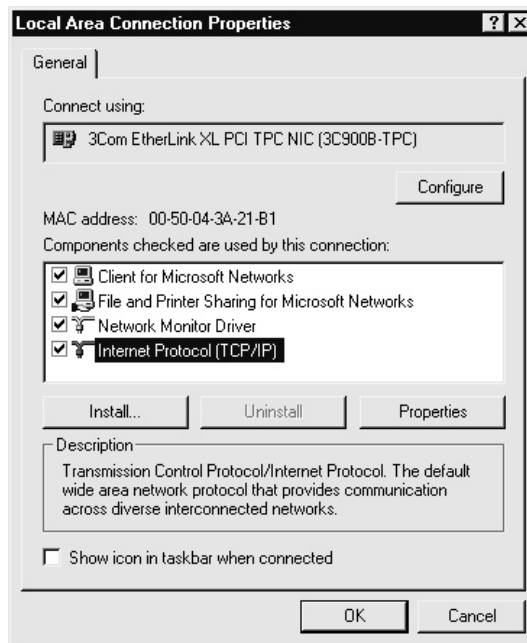 Local Area Connection Properties
General
Connect using:
3Com EtherLink XL PCI TPC NIC (3C900B-TPC)
Configure
MAC address: 00-50-04-3A-21-B1
Components checked are used by this connection:
Client for Microsoft Networks
File and Printer Sharing for Microsoft Networks
Network Monitor Driver
Internet Protocol (TCP/IP)
Install... Uninstall Properties
Description
Transmission Control Protocol/Internet Protocol. The default
wide area network protocol that provides communication
across diverse interconnected networks.
Show icon in taskbar when connected
OK Cancel